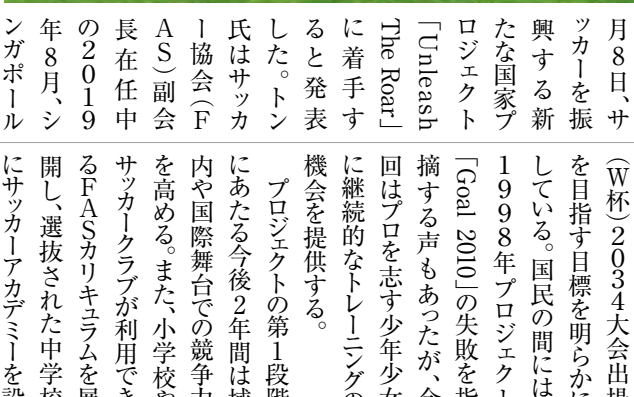 月8日、サ
ッカーを振
興する新
たな国家プ
ロジェクト
「Unleash
The Roar」
に着手す
ると発表
した。トン
氏はサッカ
ー協会(F
AS)副会
長在任中
の2019
年8月、シ
ンガポール
(W杯)2034大会出場
を目指す目標を明らかに
している。国民の間には
1998年プロジェクト
「Goal 2010」の失敗を指
摘する声もあったが、今
回はプロを志す少年少女
に継続的なトレーニングの
機会を提供する。
プロジェクトの第1段階
にあたる今後2年間は
内や国際舞台での競争力
を高める。また、小学校や
サッカークラブが利用でき
るFASカリキュラムを展
開し、選抜された中学校
にサッカーアカデミーを設